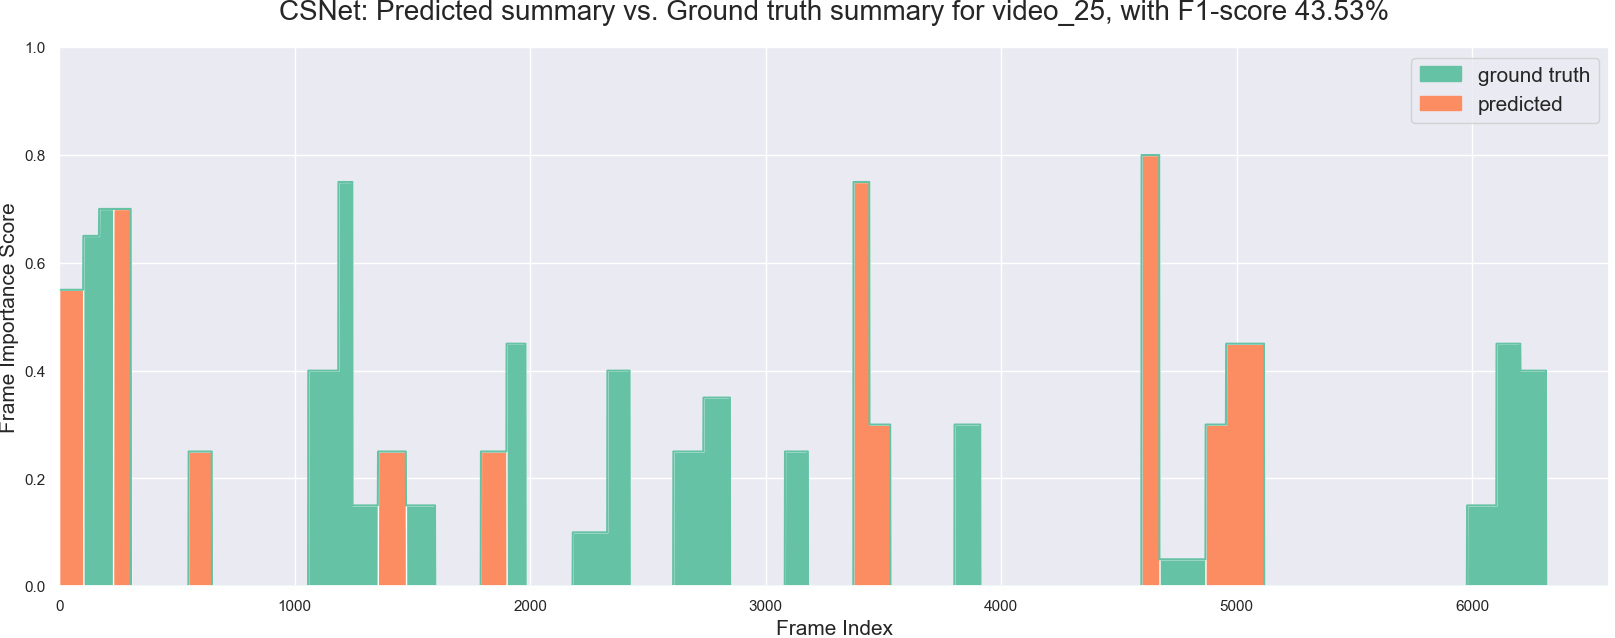 CSNet: Predicted summary vs. Ground truth summary for video_25, with F1-score 43.53%
ground truth
predicted
Frame Importance Score
1.0
0.8
0.6
0.4
0.2
0.0
0 1000 2000 3000 4000 5000 6000
Frame Index